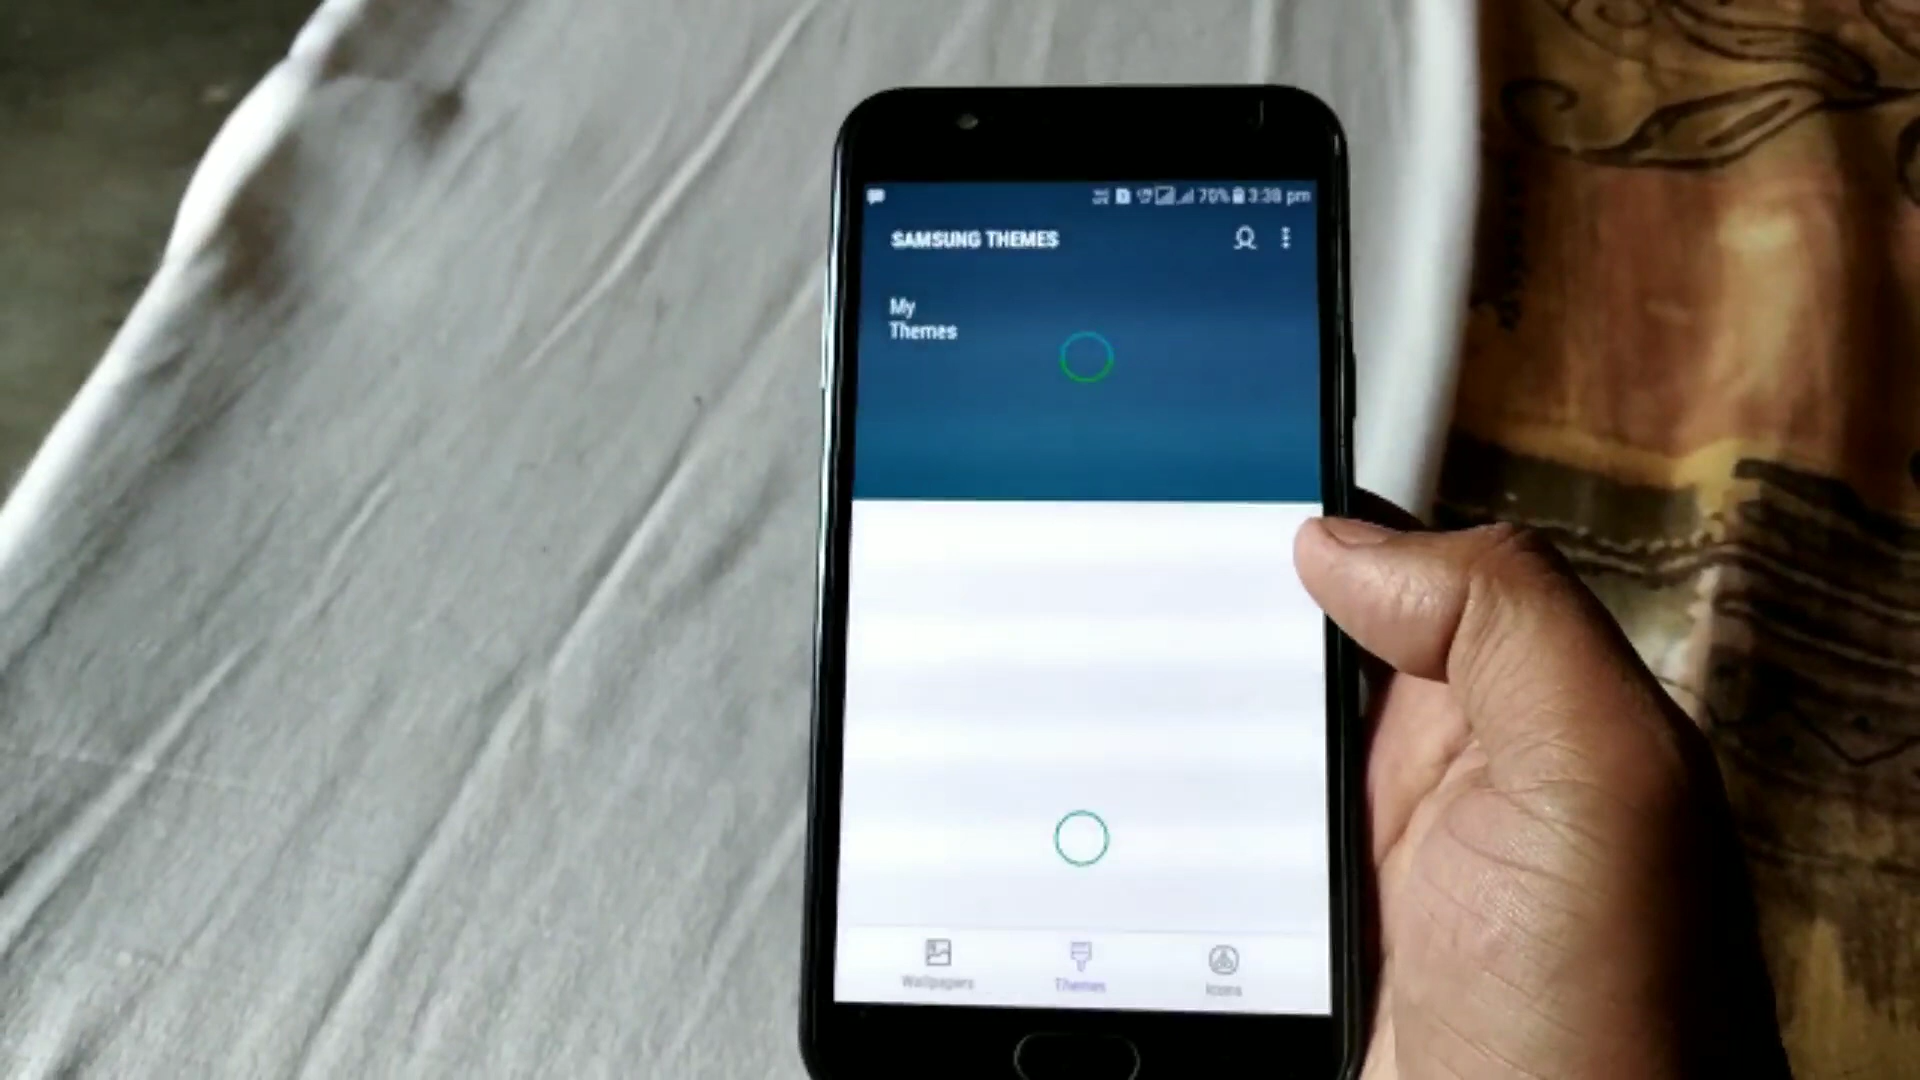 70% 3:38 pm
SAMSUNG THEMES
My
Themes
Wallpapers
Themes
Icons